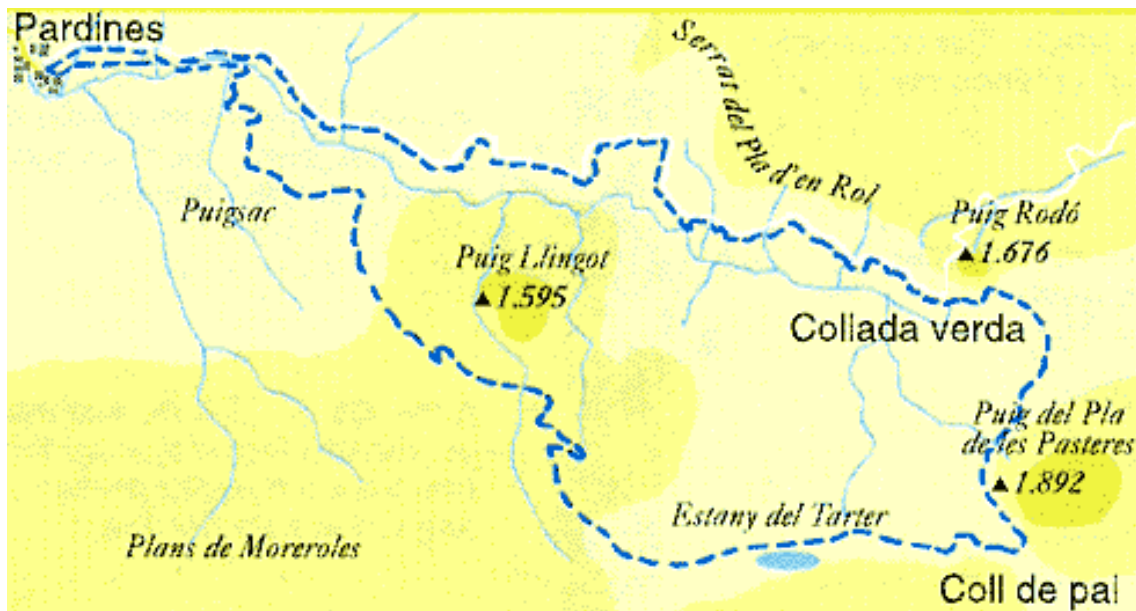 Pardines
Serrat del Pla d'en Rol
Puigsac
Puig Rodó
1.676
Puig Llingot
1.595
Collada verda
Puig del Pla
de les Pasteres
1.892
Estany del Tarter
Plans de Moreroles
Coll de pal